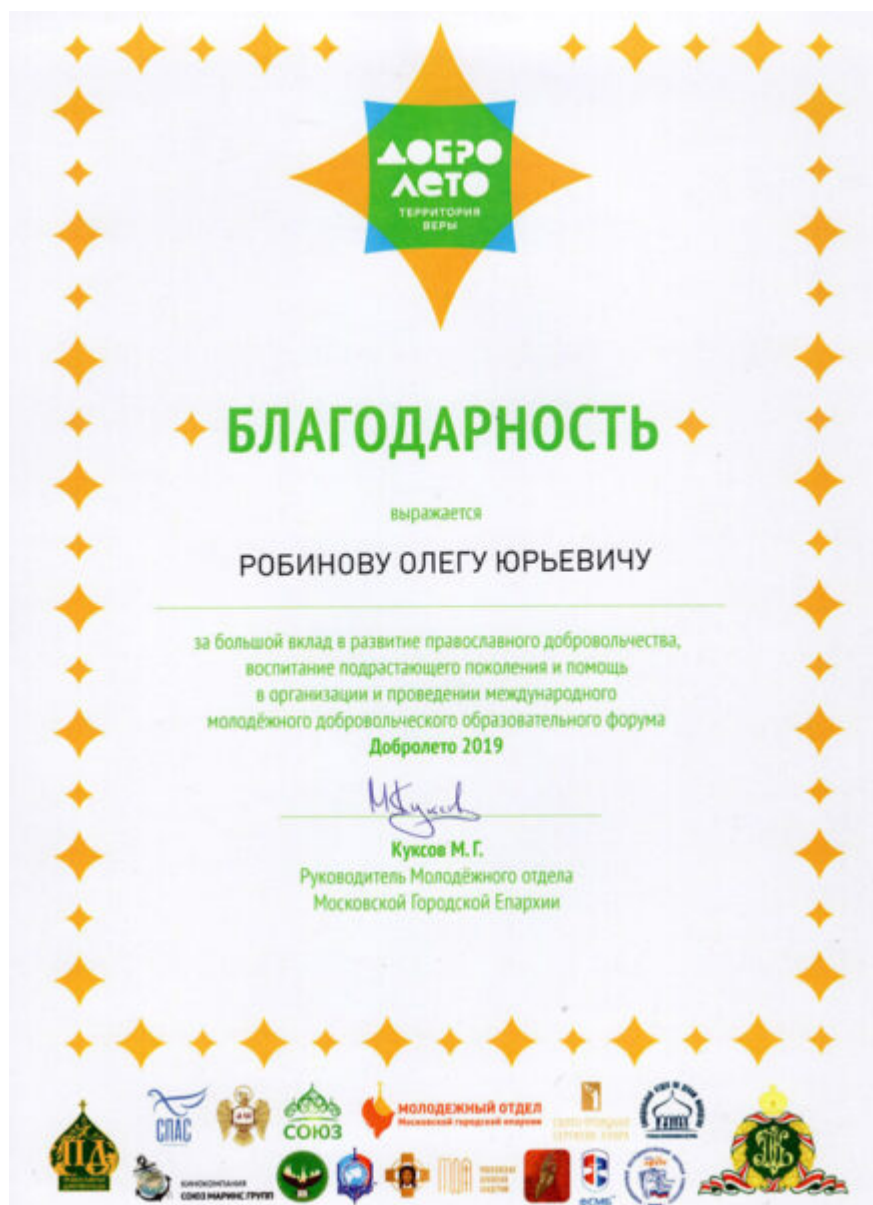 ДОБРО
ЛЕТО
ТЕРРИТОРИЯ
ВЕРЫ
БЛАГОДАРНОСТЬ
выражается
РОБИНОВУ ОЛЕГУ ЮРЬЕВИЧУ
за большой вклад в развитие православного добровольчества,
воспитание подрастающего поколения и помощь
в организации и проведении международного
молодёжного добровольческого образовательного форума
Добролето 2019
МКуксов
Куксов М. Г.
Руководитель Молодёжного отдела
Московской Городской Епархии
СПАС
СОЮЗ
МОЛОДЕЖНЫЙ ОТДЕЛ
Московской городской епархии
КИНОКОМПАНИЯ
СОЮЗ МАРИНС ГРУПП
ФСМБ